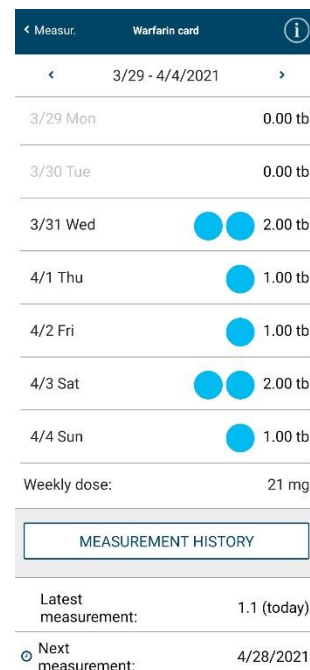 < Measur. Warfarin card i
< 3/29 - 4/4/2021 >
3/29 Mon 0.00 tb
3/30 Tue 0.00 tb
3/31 Wed 2.00 tb
4/1 Thu 1.00 tb
4/2 Fri 1.00 tb
4/3 Sat 2.00 tb
4/4 Sun 1.00 tb
Weekly dose: 21 mg
MEASUREMENT HISTORY
Latest
measurement: 1.1 (today)
Next
measurement: 4/28/2021